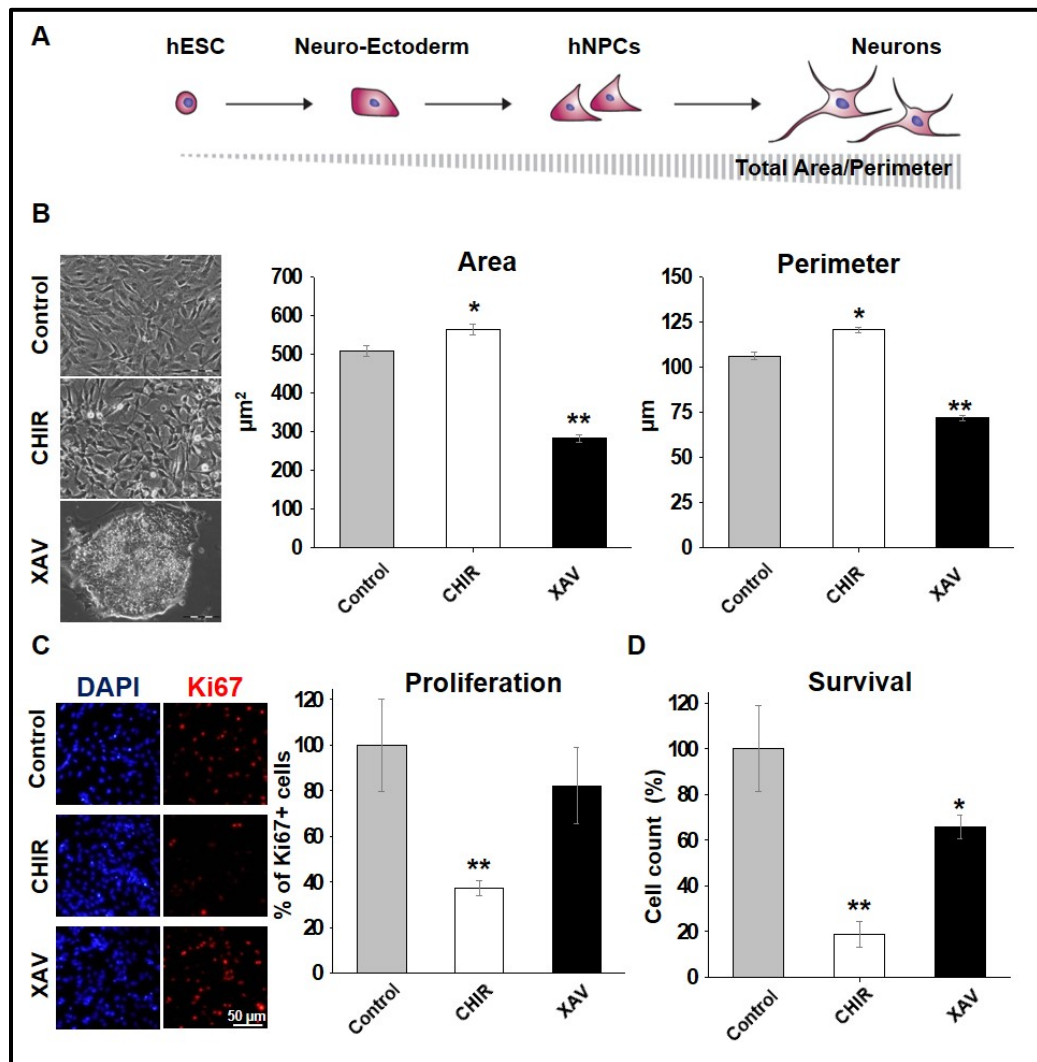 A
hESC Neuro-Ectoderm hNPCs Neurons
Total Area/Perimeter
B
Control
CHIR
XAV
Area
700
600
500
400
300
200
100
0
µm²
Control CHIR XAV
*
**
Perimeter
150
125
100
75
50
25
0
µm
Control CHIR XAV
*
**
C
DAPI Ki67
Control
CHIR
XAV
50 µm
Proliferation
120
100
80
60
40
20
0
% of Ki67+ cells
Control CHIR XAV
**
D
Survival
120
100
80
60
40
20
0
Cell count (%)
Control CHIR XAV
**
*